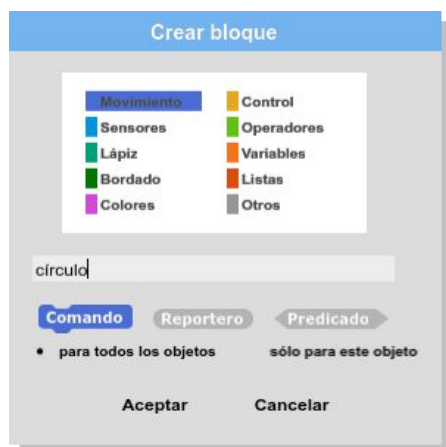 Crear bloque
Movimiento Control
Sensores Operadores
Lápiz Variables
Bordado Listas
Colores Otros
círculo
Comando Reportero Predicado
para todos los objetos sólo para este objeto
Aceptar Cancelar